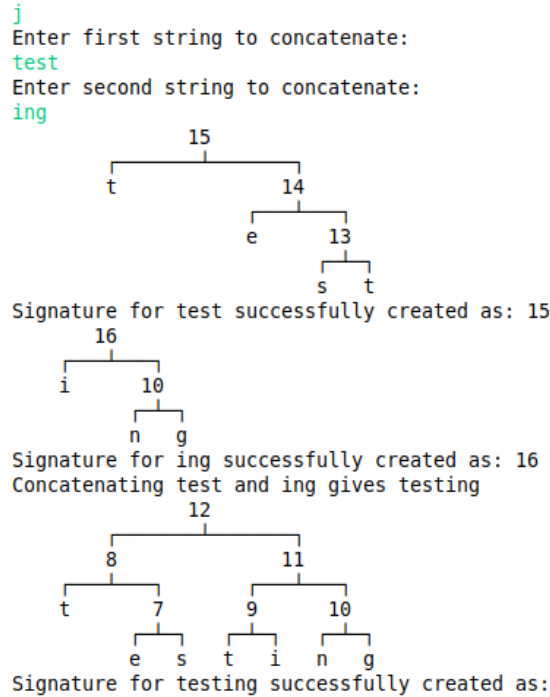 j
Enter first string to concatenate:
test
Enter second string to concatenate:
ing
15
t 14
e 13
s t
Signature for test successfully created as: 15
16
i 10
n g
Signature for ing successfully created as: 16
Concatenating test and ing gives testing
12
8 11
t 7 9 10
e s t i n g
Signature for testing successfully created as: